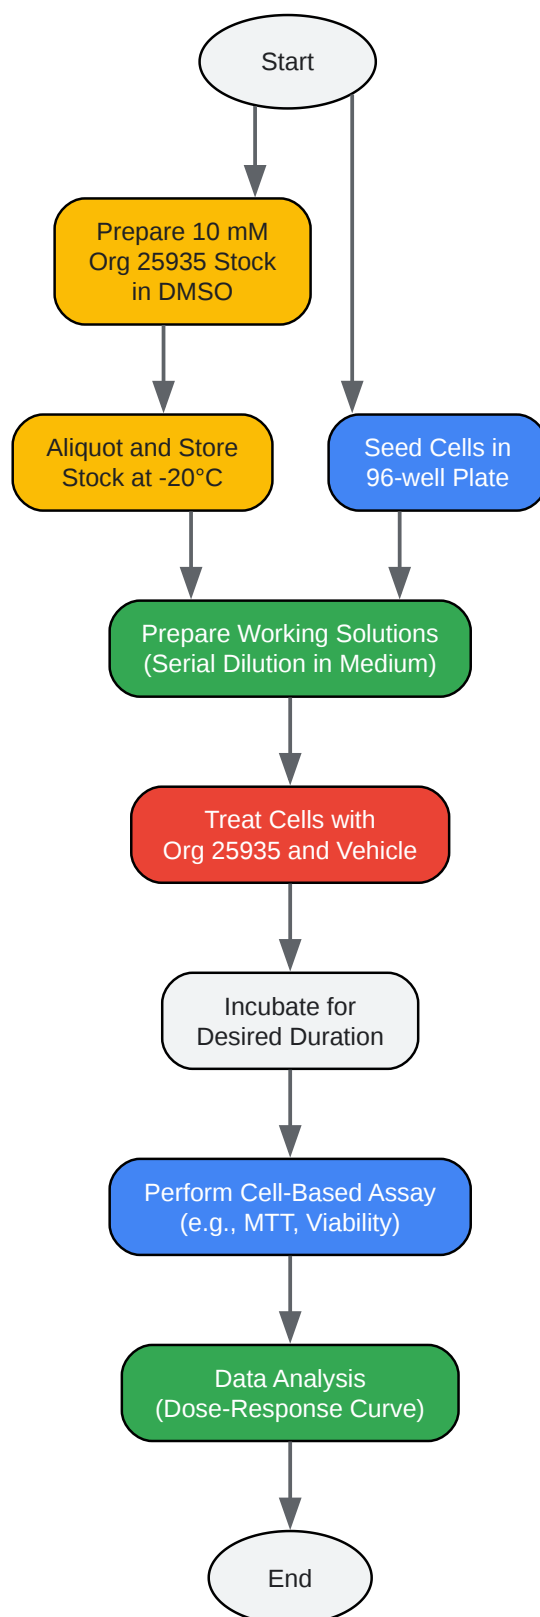 Start
Prepare 10 mM
Org 25935 Stock
in DMSO
Aliquot and Store
Stock at -20°C
Seed Cells in
96-well Plate
Prepare Working Solutions
(Serial Dilution in Medium)
Treat Cells with
Org 25935 and Vehicle
Incubate for
Desired Duration
Perform Cell-Based Assay
(e.g., MTT, Viability)
Data Analysis
(Dose-Response Curve)
End